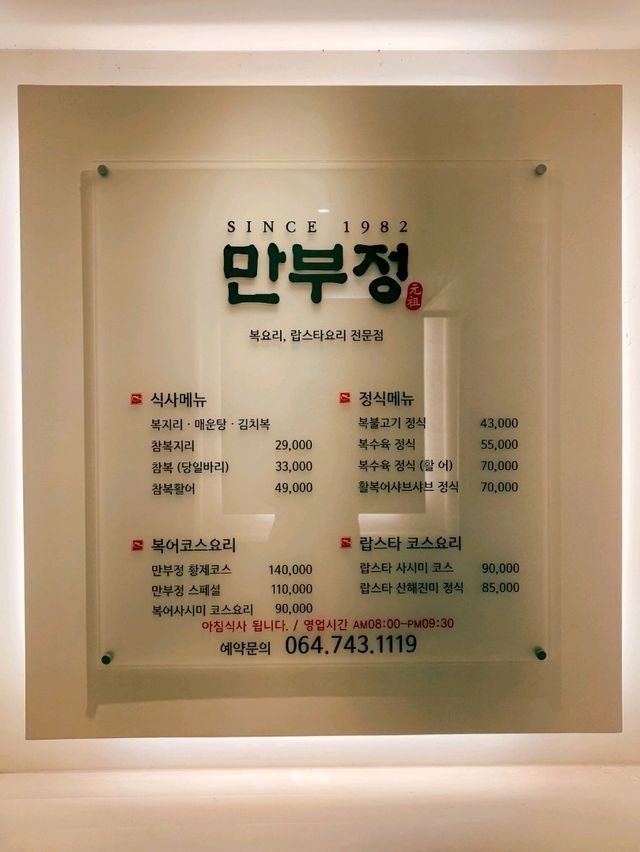 SINCE 1982
만부정
元祖
복요리, 랍스타요리 전문점
식사메뉴
복지리 · 매운탕 · 김치복
참복지리 29,000
참복 (당일바리) 33,000
참복활어 49,000
정식메뉴
복불고기 정식 43,000
복수육 정식 55,000
복수육 정식 (활 어) 70,000
활복어샤브샤브 정식 70,000
복어코스요리
만부정 황제코스 140,000
만부정 스페셜 110,000
복어사시미 코스요리 90,000
랍스타 코스요리
랍스타 사시미 코스 90,000
랍스타 산해진미 정식 85,000
아침식사 됩니다. / 영업시간 AM08:00-PM09:30
예약문의 064.743.1119